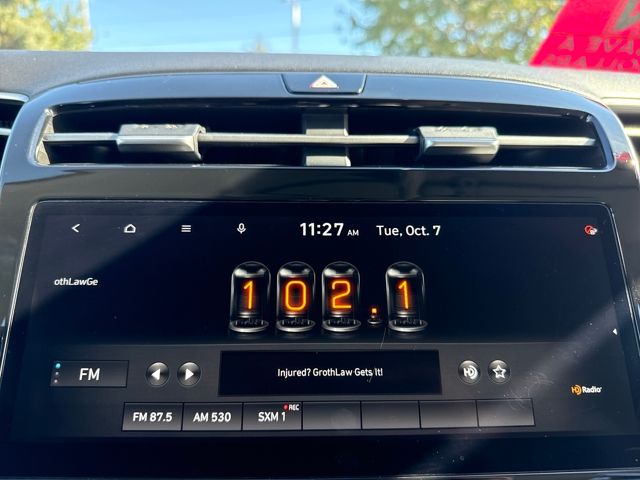 11:27 AM Tue, Oct. 7
othLawGe
102.1
FM
Injured? GrothLaw Gets It!
HD
HD Radio
REC
FM 87.5 AM 530 SXM 1